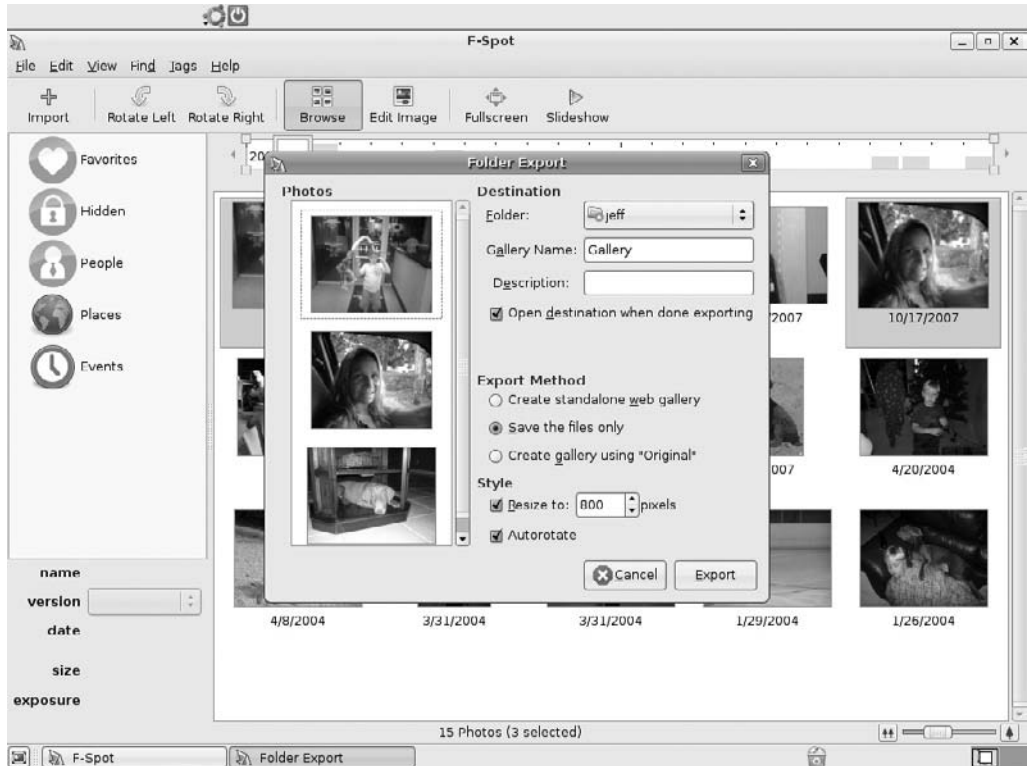 F-Spot
File Edit View Find Tags Help
Import Rotate Left Rotate Right Browse Edit Image Fullscreen Slideshow
Favorites
Hidden
People
Places
Events
Folder Export
Photos
Destination
Folder: jeff
Gallery Name: Gallery
Description:
Open destination when done exporting
Export Method
Create standalone web gallery
Save the files only
Create gallery using "Original"
Style
Resize to: 800 pixels
Autorotate
Cancel Export
10/17/2007
4/20/2004
4/8/2004 3/31/2004 3/31/2004 1/29/2004 1/26/2004
name
version
date
size
exposure
15 Photos (3 selected)
F-Spot Folder Export